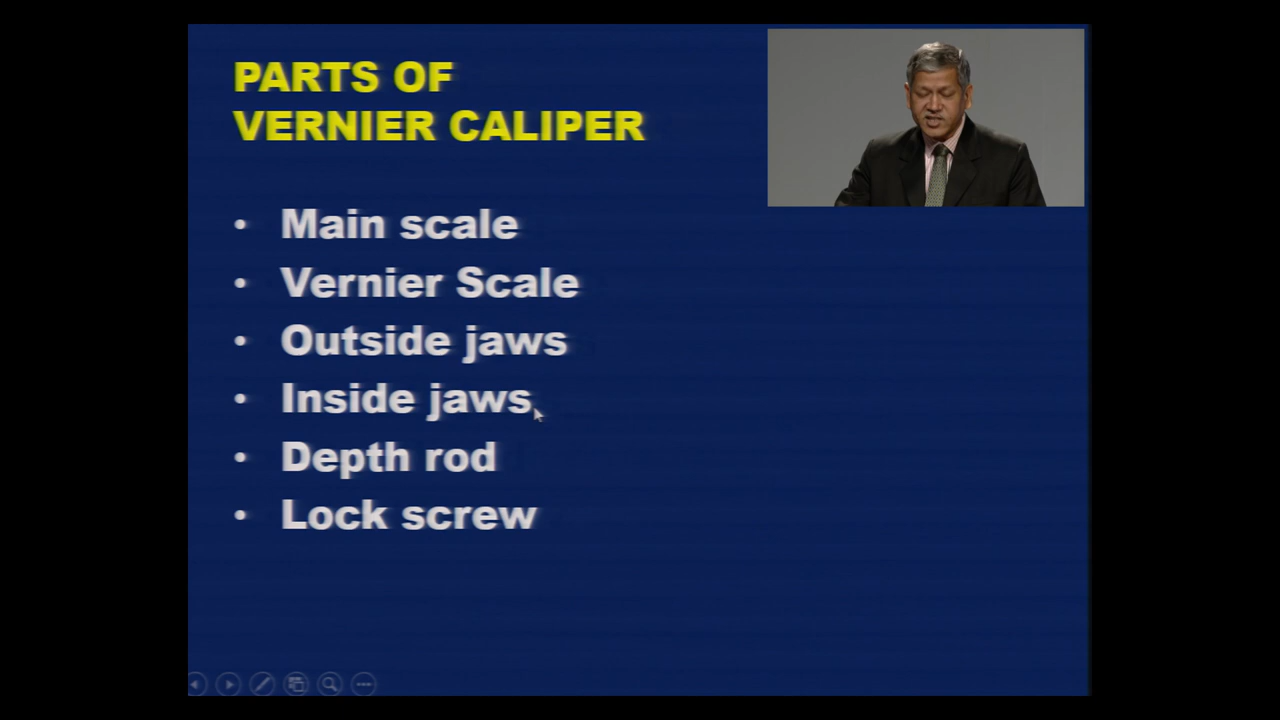 PARTS OF
VERNIER CALIPER
• Main scale
• Vernier Scale
• Outside jaws
• Inside jaws
• Depth rod
• Lock screw